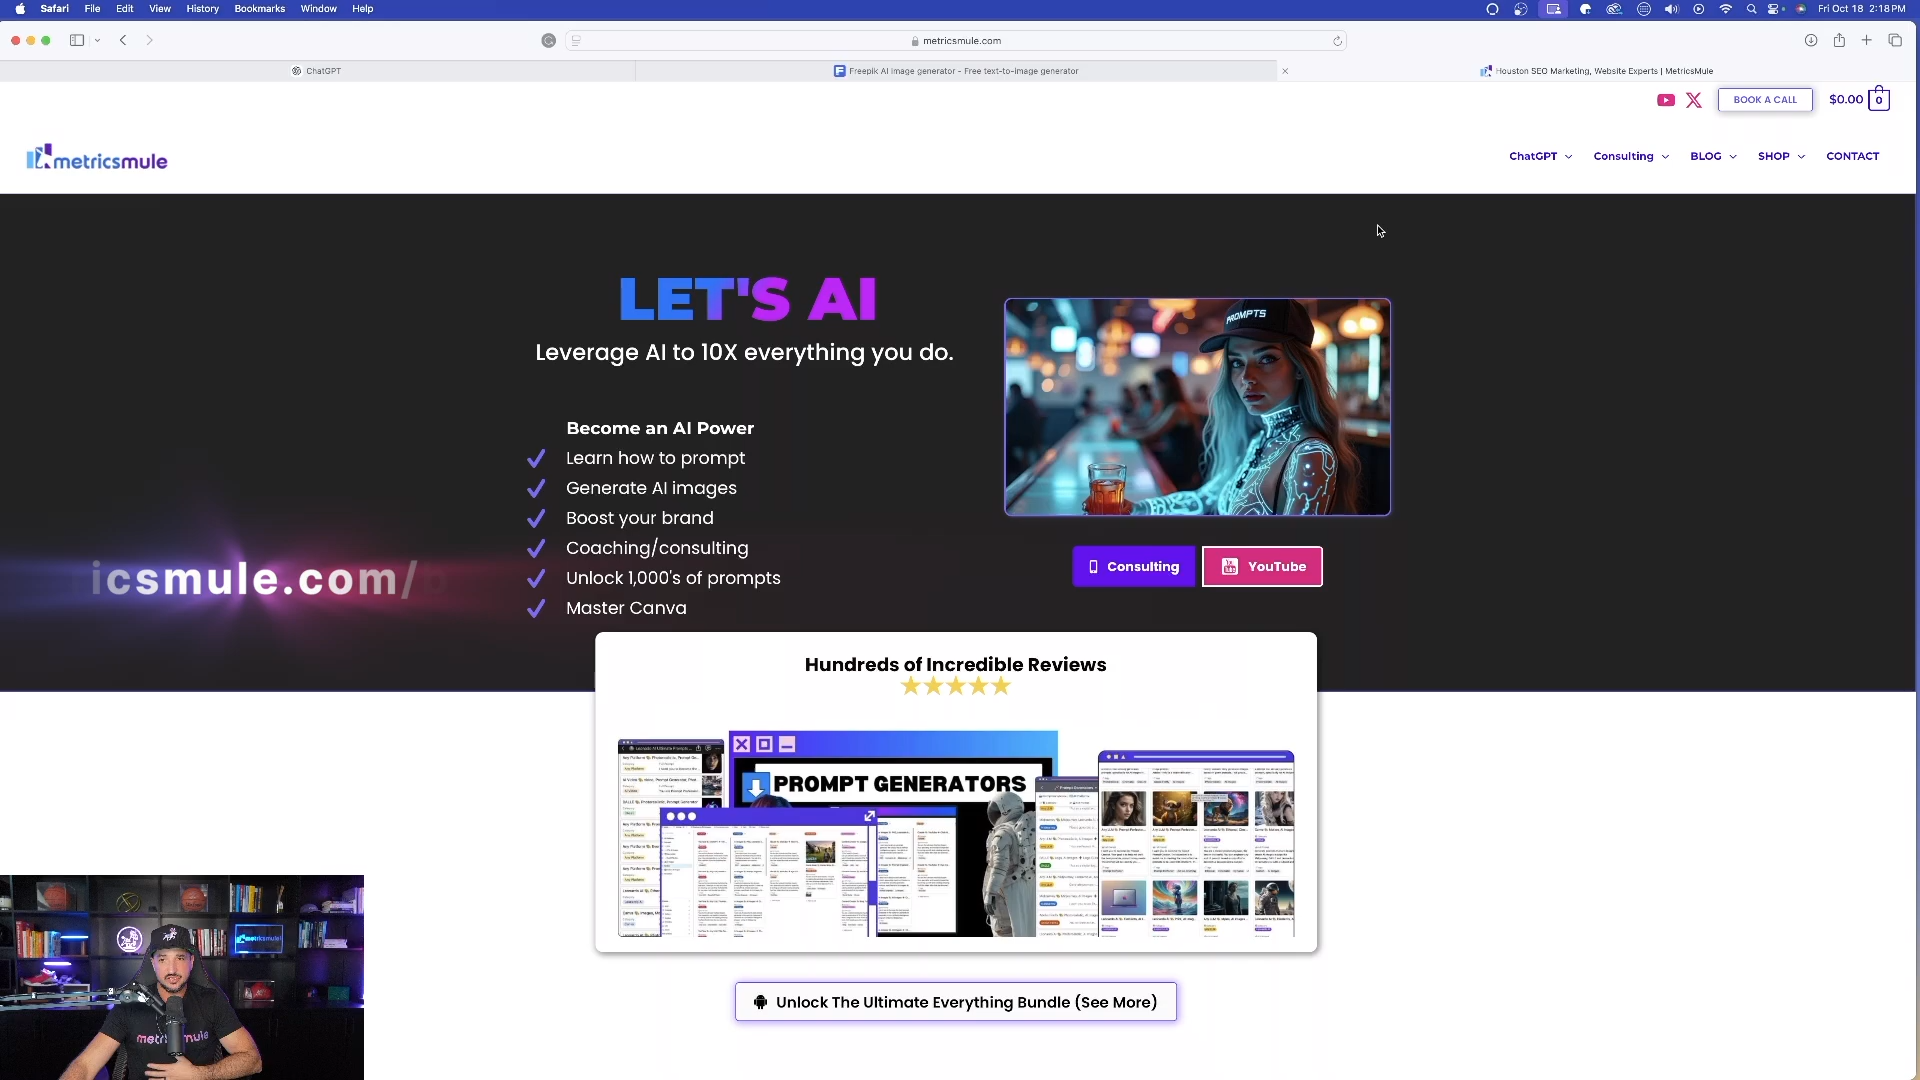 Safari File Edit View History Bookmarks Window Help
Fri Oct 18 2:18 PM
metricsmule.com
ChatGPT
Freepik AI image generator - Free text-to-image generator
Houston SEO Marketing, Website Experts | MetricsMule
BOOK A CALL
$0.00
0
metricsmule
ChatGPT Consulting BLOG SHOP CONTACT
LET'S AI
Leverage AI to 10X everything you do.
PROMPTS
Become an AI Power
Learn how to prompt
Generate AI images
Boost your brand
Coaching/consulting
Unlock 1,000's of prompts
Master Canva
icsmule.com/
Consulting
YouTube
Hundreds of Incredible Reviews
PROMPT GENERATORS
Unlock The Ultimate Everything Bundle (See More)